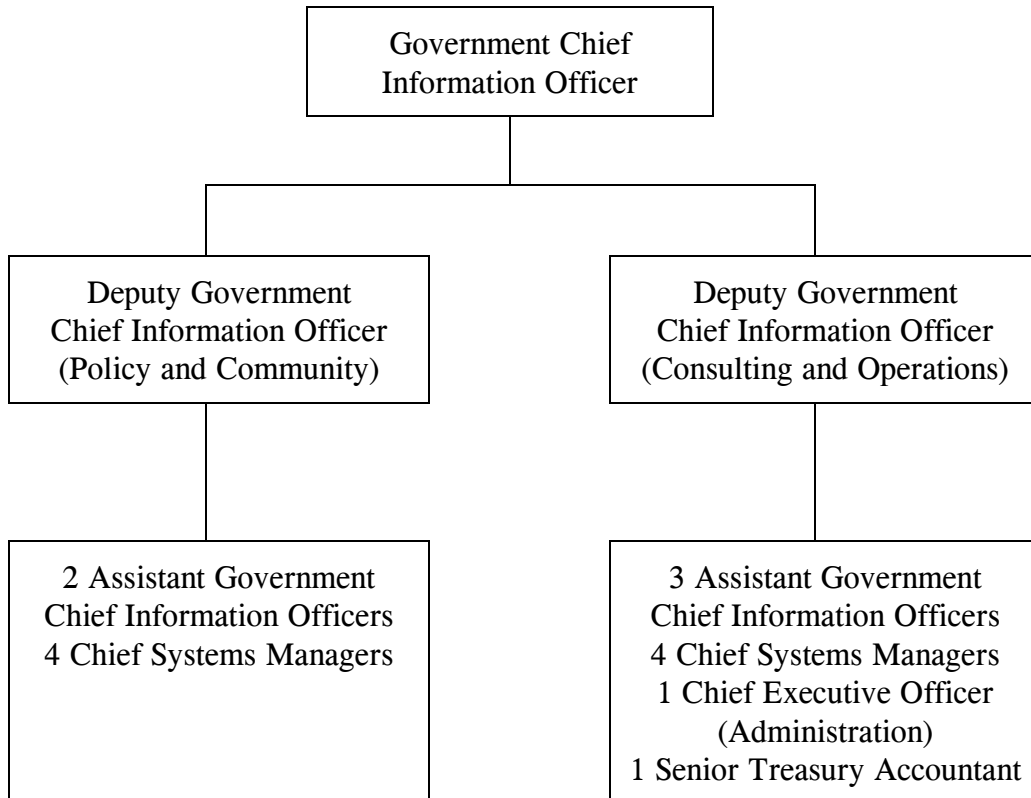 Government Chief
Information Officer
Deputy Government
Chief Information Officer
(Policy and Community)
Deputy Government
Chief Information Officer
(Consulting and Operations)
2 Assistant Government
Chief Information Officers
4 Chief Systems Managers
3 Assistant Government
Chief Information Officers
4 Chief Systems Managers
1 Chief Executive Officer
(Administration)
1 Senior Treasury Accountant